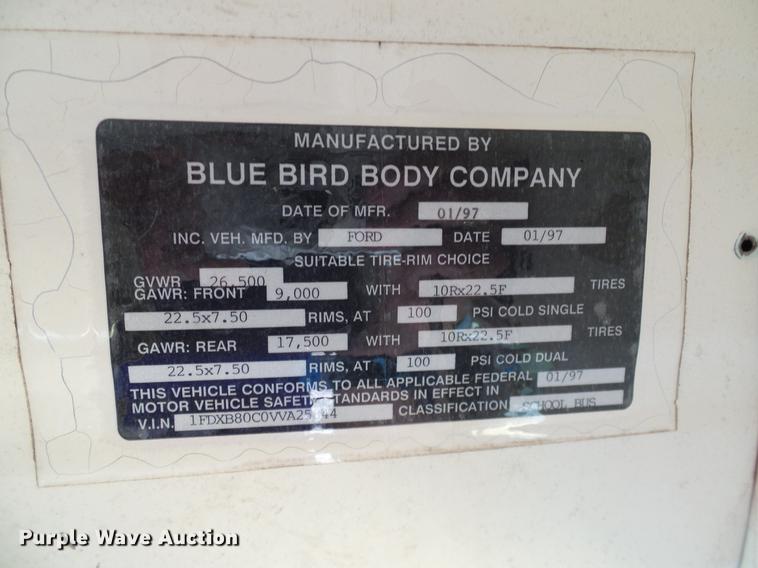 MANUFACTURED BY
BLUE BIRD BODY COMPANY
DATE OF MFR. 01/97
INC. VEH. MFD. BY FORD DATE 01/97
SUITABLE TIRE-RIM CHOICE
GVWR 26,500
GAWR: FRONT 9,000 WITH 10Rx22.5F TIRES
22.5x7.50 RIMS, AT 100 PSI COLD SINGLE
GAWR: REAR 17,500 WITH 10Rx22.5F TIRES
22.5x7.50 RIMS, AT 100 PSI COLD DUAL
THIS VEHICLE CONFORMS TO ALL APPLICABLE FEDERAL 01/97
MOTOR VEHICLE SAFETY STANDARDS IN EFFECT IN
V.I.N. CLASSIFICATION SCHOOL BUS
Purple Wave Auction